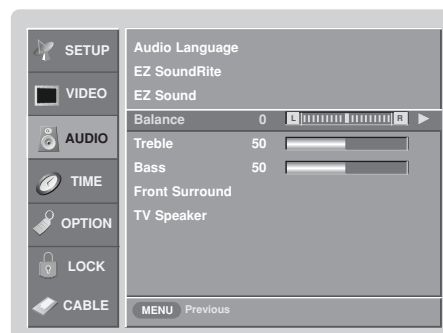 SETUP
VIDEO
AUDIO
TIME
OPTION
LOCK
CABLE
Audio Language
EZ SoundRite
EZ Sound
Balance 0 L R
Treble 50
Bass 50
Front Surround
TV Speaker
MENU Previous